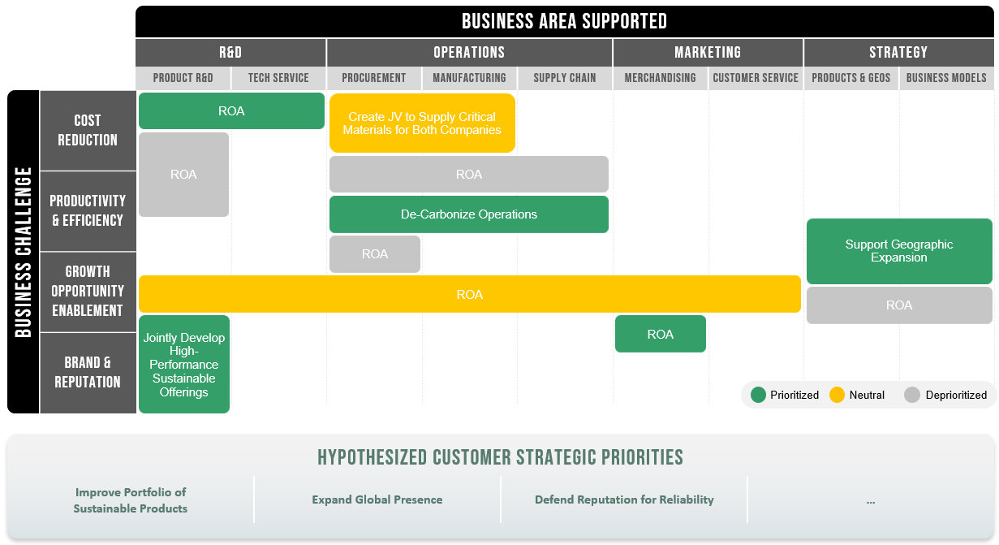 BUSINESS AREA SUPPORTED
R&D
OPERATIONS
MARKETING
STRATEGY
PRODUCT R&D
TECH SERVICE
PROCUREMENT
MANUFACTURING
SUPPLY CHAIN
MERCHANDISING
CUSTOMER SERVICE
PRODUCTS & GEOS
BUSINESS MODELS
BUSINESS CHALLENGE
COST
REDUCTION
PRODUCTIVITY
& EFFICIENCY
GROWTH
OPPORTUNITY
ENABLEMENT
BRAND &
REPUTATION
ROA
Create JV to Supply Critical
Materials for Both Companies
ROA
ROA
De-Carbonize Operations
ROA
Support Geographic
Expansion
ROA
ROA
Jointly Develop
High-
Performance
Sustainable
Offerings
ROA
Prioritized
Neutral
Deprioritized
HYPOTHESIZED CUSTOMER STRATEGIC PRIORITIES
Improve Portfolio of
Sustainable Products
Expand Global Presence
Defend Reputation for Reliability
...